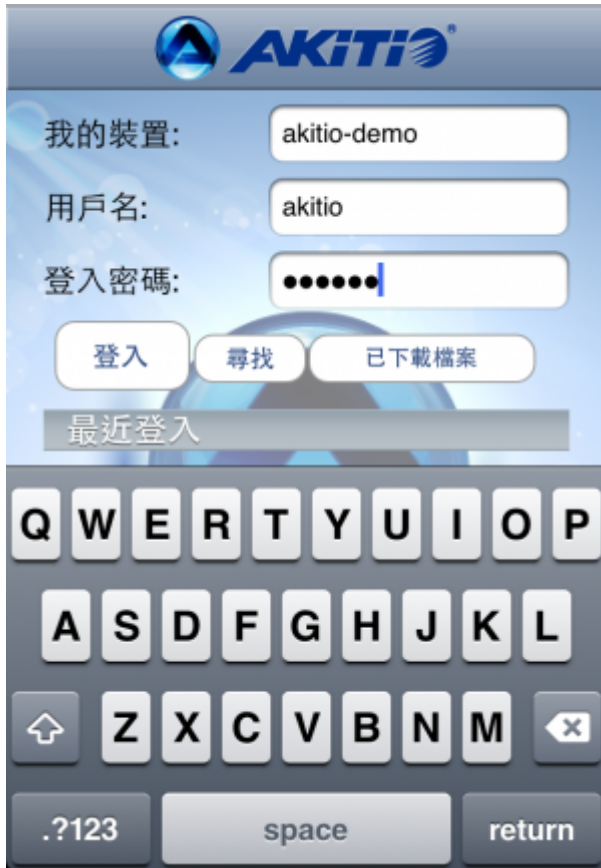 AKiTiO®
我的裝置: akitio-demo
用戶名: akitio
登入密碼: ••••••
登入 尋找 已下載檔案
最近登入
Q W E R T Y U I O P
A S D F G H J K L
Z X C V B N M
.?123 space return